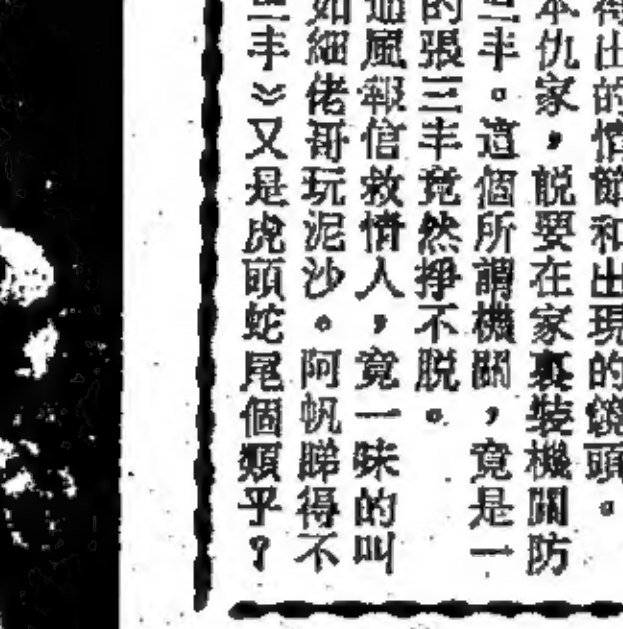 得出的情節和出現的鏡頭。
本仇家，說要在家裏裝機關防
三丰。這個所謂機關，竟是一
的張三丰竟然掙不脫。
通風報信救情人，竟一味的叫
如細佬哥玩泥沙。阿帆睇得不
三丰》又是虎頭蛇尾個類乎？